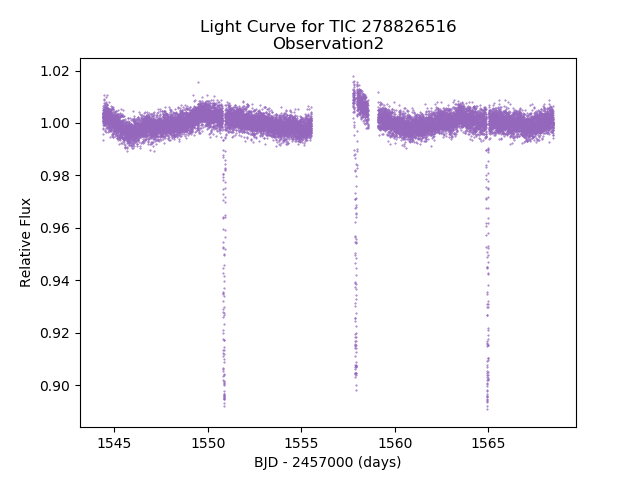 Light Curve for TIC 278826516
Observation2
1.02
1.00
0.98
0.96
0.94
0.92
0.90
Relative Flux
1545 1550 1555 1560 1565
BJD - 2457000 (days)